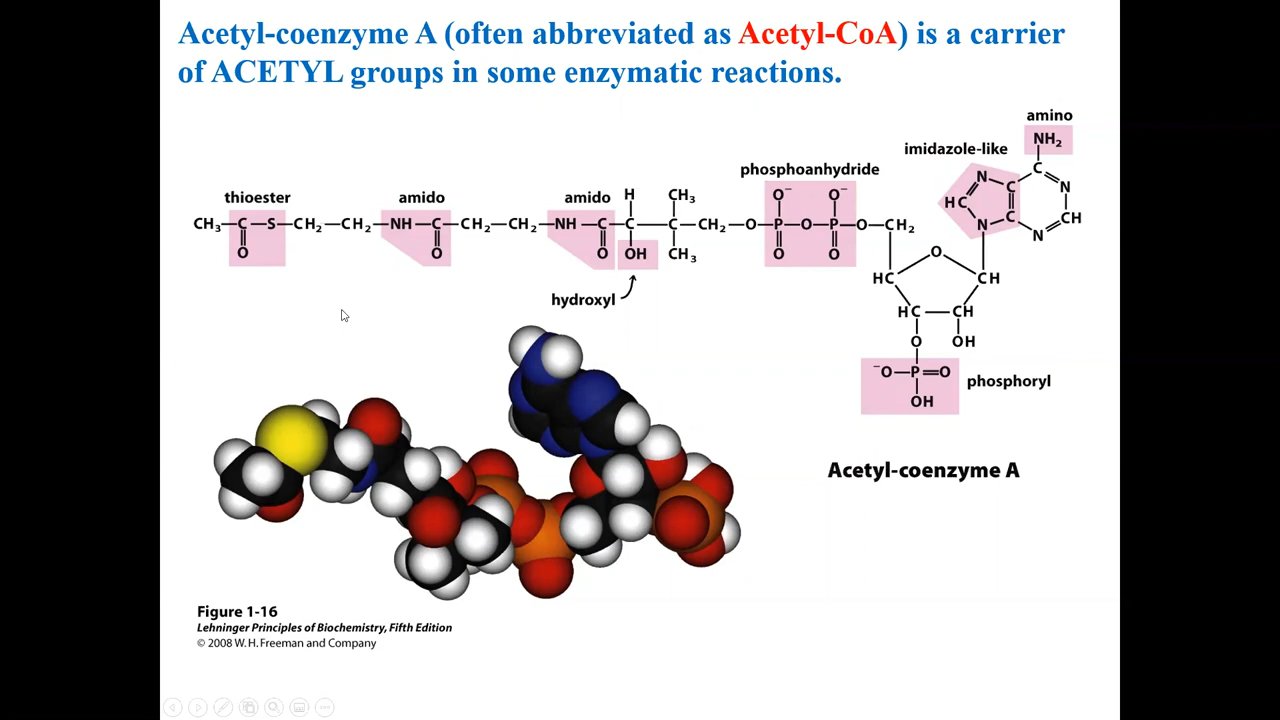 Acetyl-coenzyme A (often abbreviated as Acetyl-CoA) is a carrier
of ACETYL groups in some enzymatic reactions.
amino
NH2
imidazole-like
phosphoanhydride
thioester
amido
amido
H
CH3
O−
O−
N
C
N
HC
C
CH
C
N
N
CH3—C—S—CH2—CH2—NH—C—CH2—CH2—NH—C—C—C—CH2—O—P—O—P—O—CH2
O
O
O
OH
CH3
O
O
O
HC
CH
hydroxyl
HC—CH
O
OH
−O—P=O
phosphoryl
OH
Acetyl-coenzyme A
Figure 1-16
Lehninger Principles of Biochemistry, Fifth Edition
© 2008 W. H. Freeman and Company